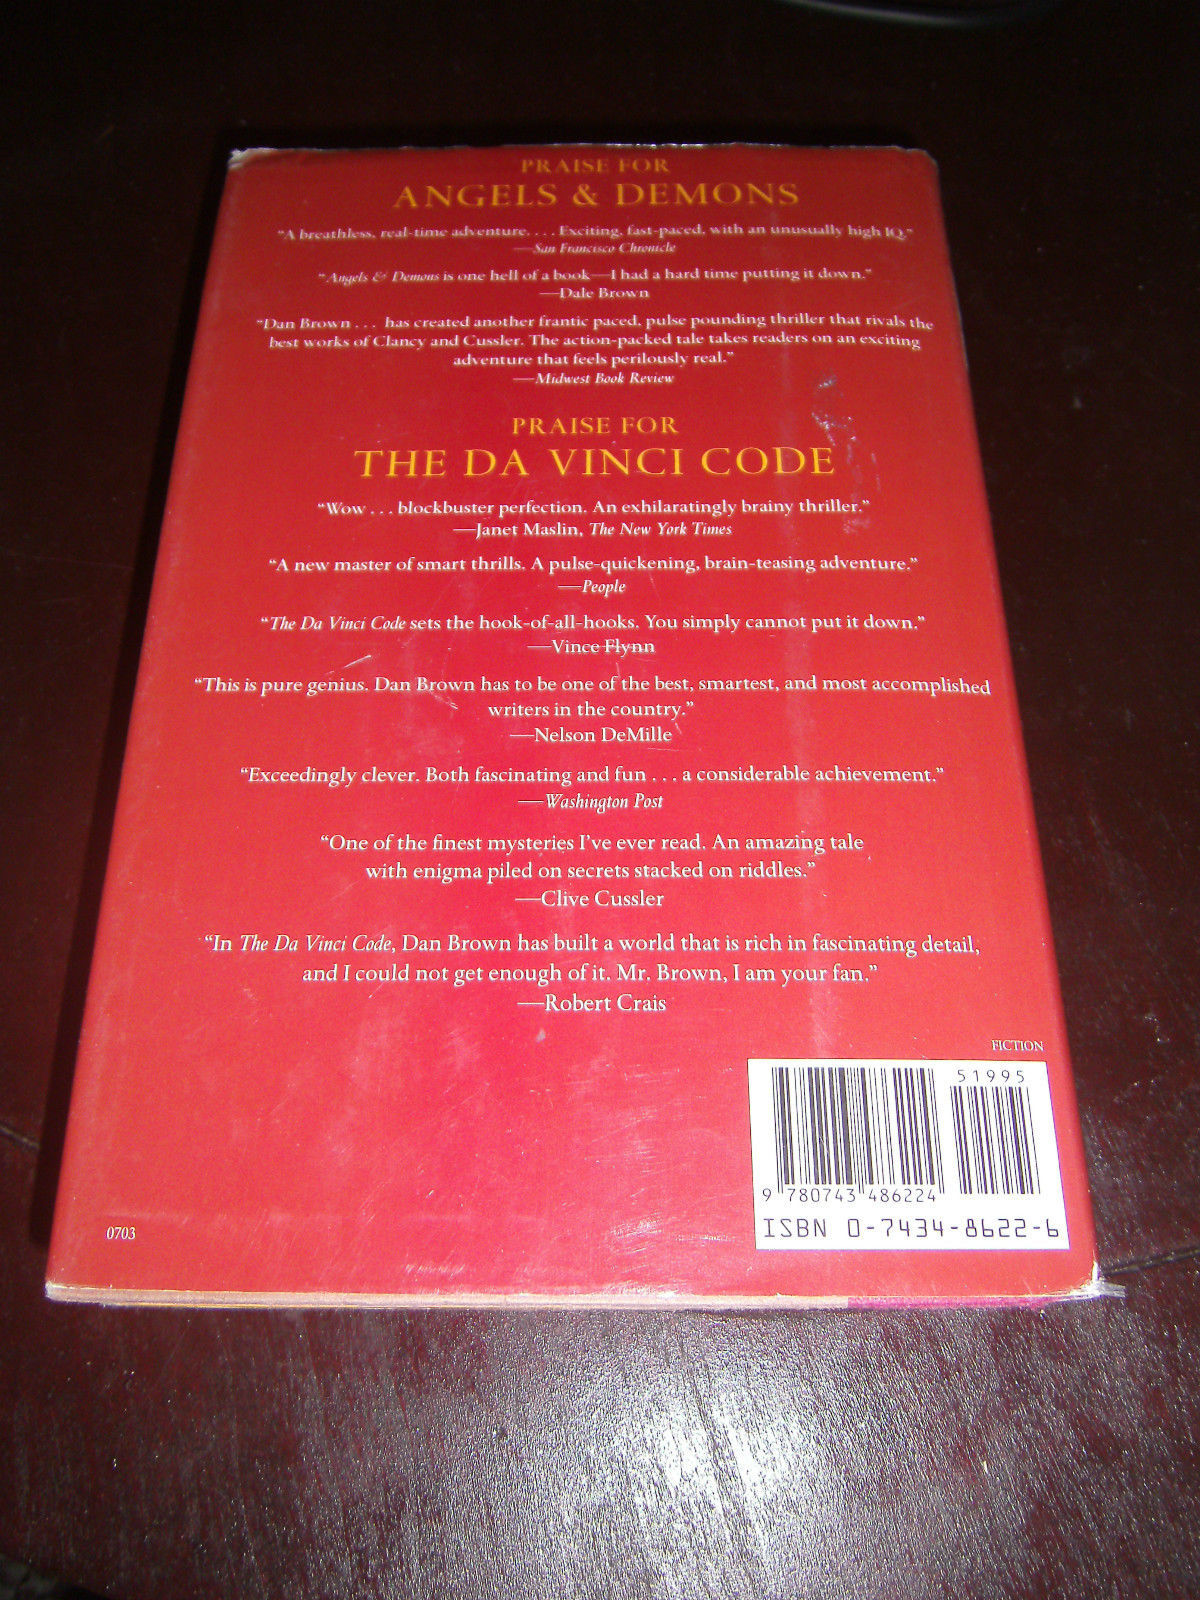 PRAISE FOR
ANGELS & DEMONS
“A breathless, real-time adventure. . . . Exciting, fast-paced, with an unusually high IQ.”
—San Francisco Chronicle
“Angels & Demons is one hell of a book—I had a hard time putting it down.”
—Dale Brown
“Dan Brown . . . has created another frantic paced, pulse pounding thriller that rivals the
best works of Clancy and Cussler. The action-packed tale takes readers on an exciting
adventure that feels perilously real.”
—Midwest Book Review
PRAISE FOR
THE DA VINCI CODE
“Wow . . . blockbuster perfection. An exhilaratingly brainy thriller.”
—Janet Maslin, The New York Times
“A new master of smart thrills. A pulse-quickening, brain-teasing adventure.”
—People
“The Da Vinci Code sets the hook-of-all-hooks. You simply cannot put it down.”
—Vince Flynn
“This is pure genius. Dan Brown has to be one of the best, smartest, and most accomplished
writers in the country.”
—Nelson DeMille
“Exceedingly clever. Both fascinating and fun . . . a considerable achievement.”
—Washington Post
“One of the finest mysteries I’ve ever read. An amazing tale
with enigma piled on secrets stacked on riddles.”
—Clive Cussler
“In The Da Vinci Code, Dan Brown has built a world that is rich in fascinating detail,
and I could not get enough of it. Mr. Brown, I am your fan.”
—Robert Crais
FICTION
51995
9 780743 486224
ISBN 0-7434-8622-6
0703